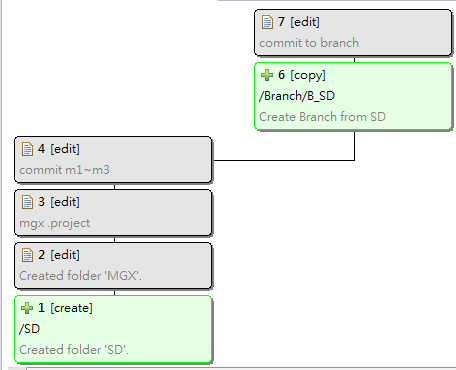 7 [edit]
commit to branch
6 [copy]
/Branch/B_SD
Create Branch from SD
4 [edit]
commit m1~m3
3 [edit]
mgx .project
2 [edit]
Created folder 'MGX'.
1 [create]
/SD
Created folder 'SD'.